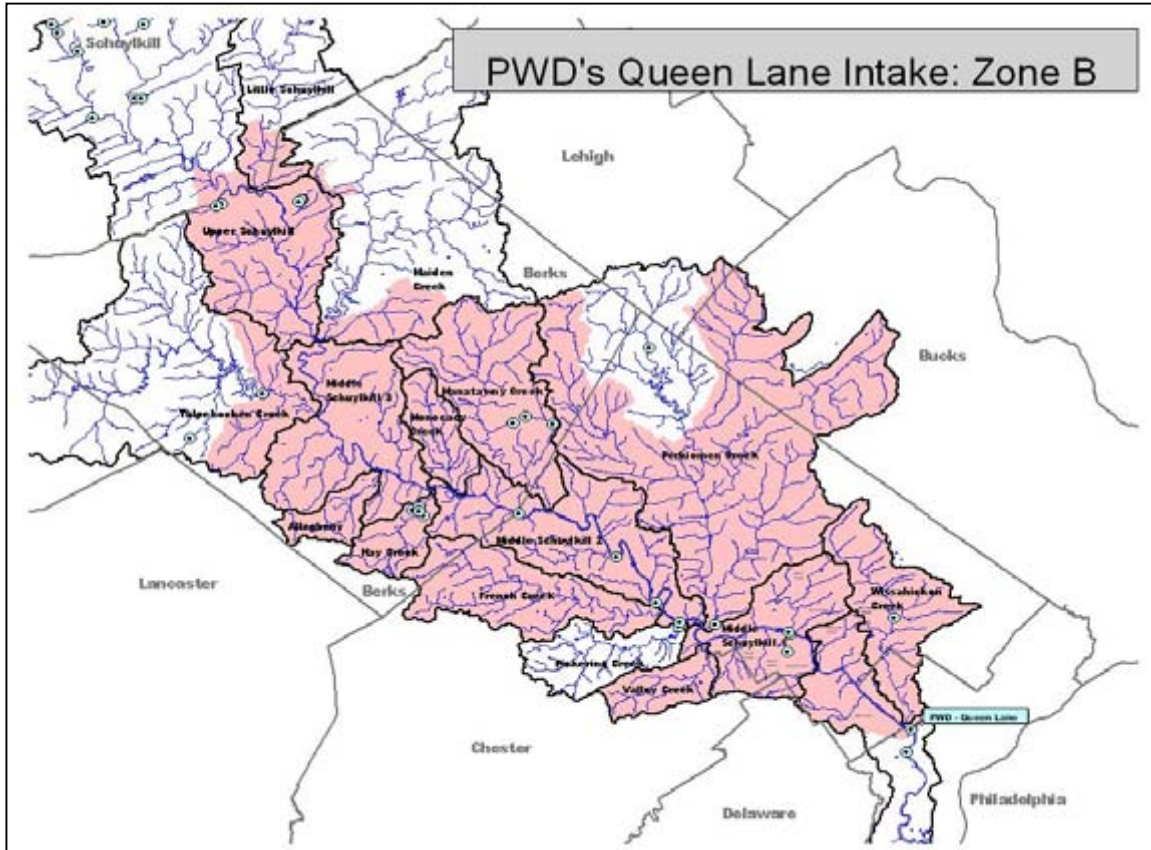 Schuylkill
PWD's Queen Lane Intake: Zone B
Little Schuylkill
Lehigh
Upper Schuylkill
Maiden
Creek
Berks
Bucks
Middle
Schuylkill 3
Manatawny Creek
Tulpehocken Creek
Monocacy
Creek
Perkiomen Creek
Allegheny
Middle Schuylkill 2
Hay Creek
Lancaster
Berks
French Creek
Wissahickon
Creek
Middle
Schuylkill
Pickering Creek
Valley Creek
PWD - Queen Lane
Chester
Philadelphia
Delaware